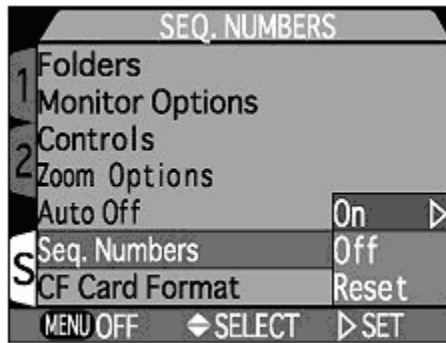 SEQ. NUMBERS
1
Folders
Monitor Options
2
Controls
Zoom Options
Auto Off
On
S
Seq. Numbers
Off
CF Card Format
Reset
MENU OFF SELECT SET